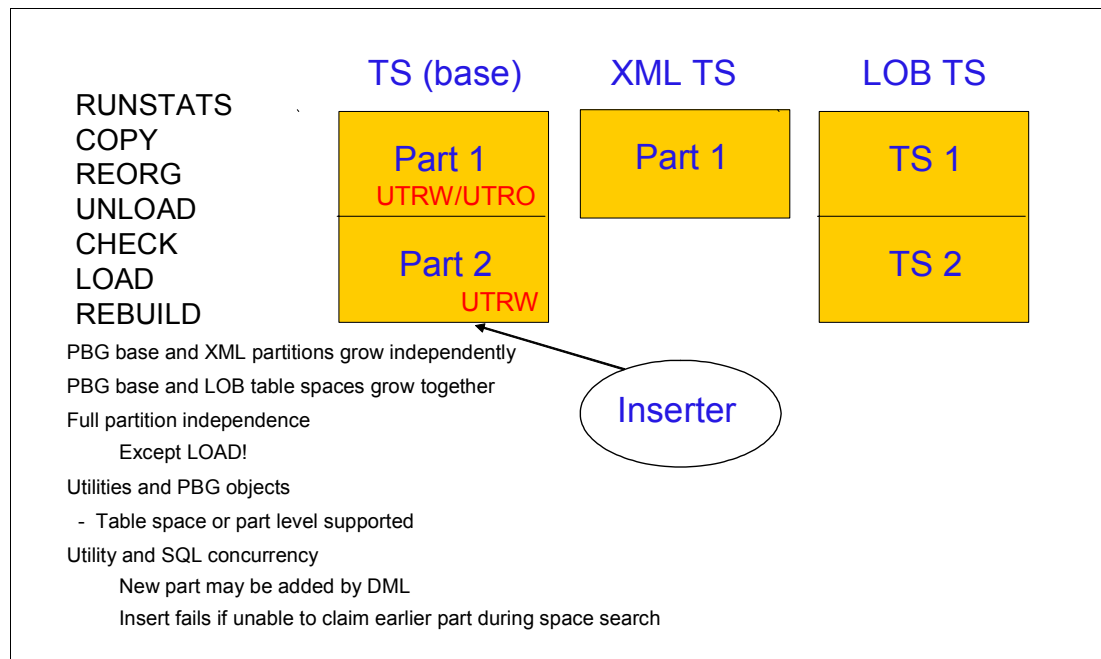 TS (base)
XML TS
LOB TS
RUNSTATS
COPY
REORG
UNLOAD
CHECK
LOAD
REBUILD
Part 1
UTRW/UTRO
Part 2
UTRW
Part 1
TS 1
TS 2
Inserter
PBG base and XML partitions grow independently
PBG base and LOB table spaces grow together
Full partition independence
Except LOAD!
Utilities and PBG objects
- Table space or part level supported
Utility and SQL concurrency
New part may be added by DML
Insert fails if unable to claim earlier part during space search